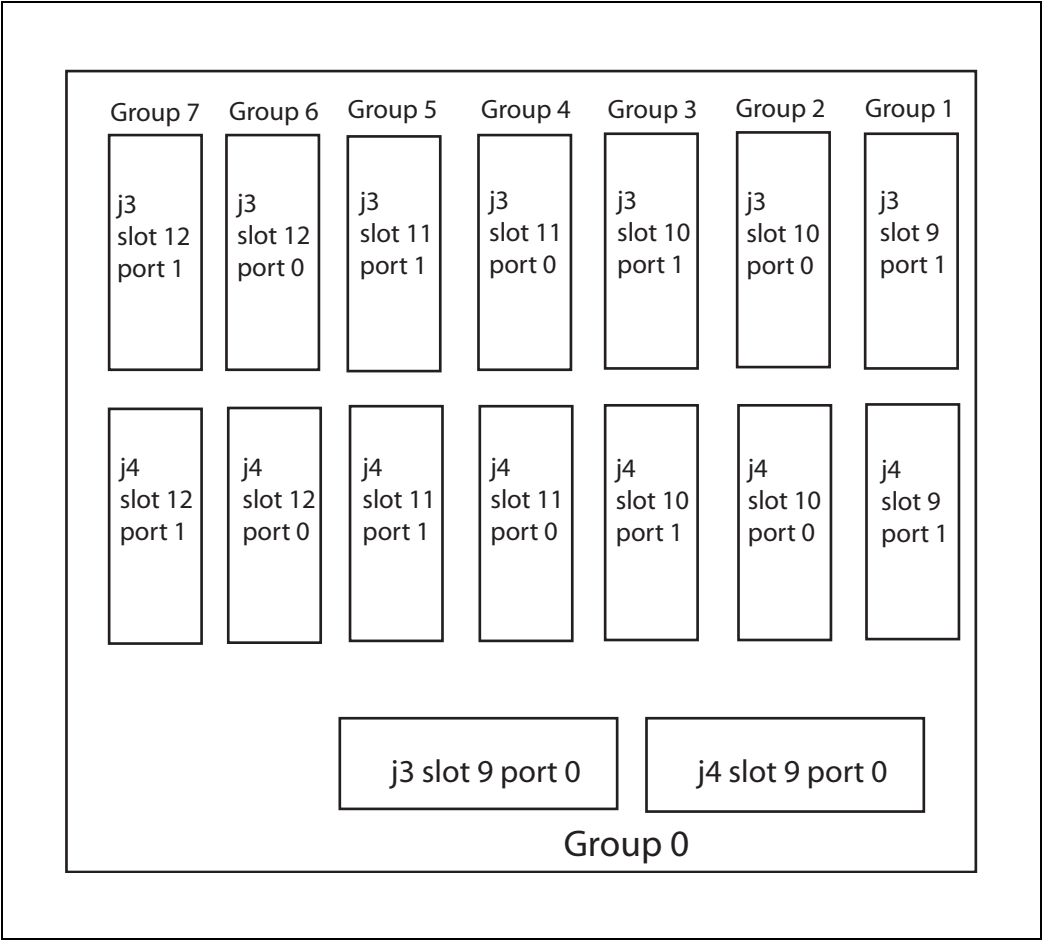 Group 7
Group 6
Group 5
Group 4
Group 3
Group 2
Group 1
j3
slot 12
port 1
j3
slot 12
port 0
j3
slot 11
port 1
j3
slot 11
port 0
j3
slot 10
port 1
j3
slot 10
port 0
j3
slot 9
port 1
j4
slot 12
port 1
j4
slot 12
port 0
j4
slot 11
port 1
j4
slot 11
port 0
j4
slot 10
port 1
j4
slot 10
port 0
j4
slot 9
port 1
j3 slot 9 port 0
j4 slot 9 port 0
Group 0